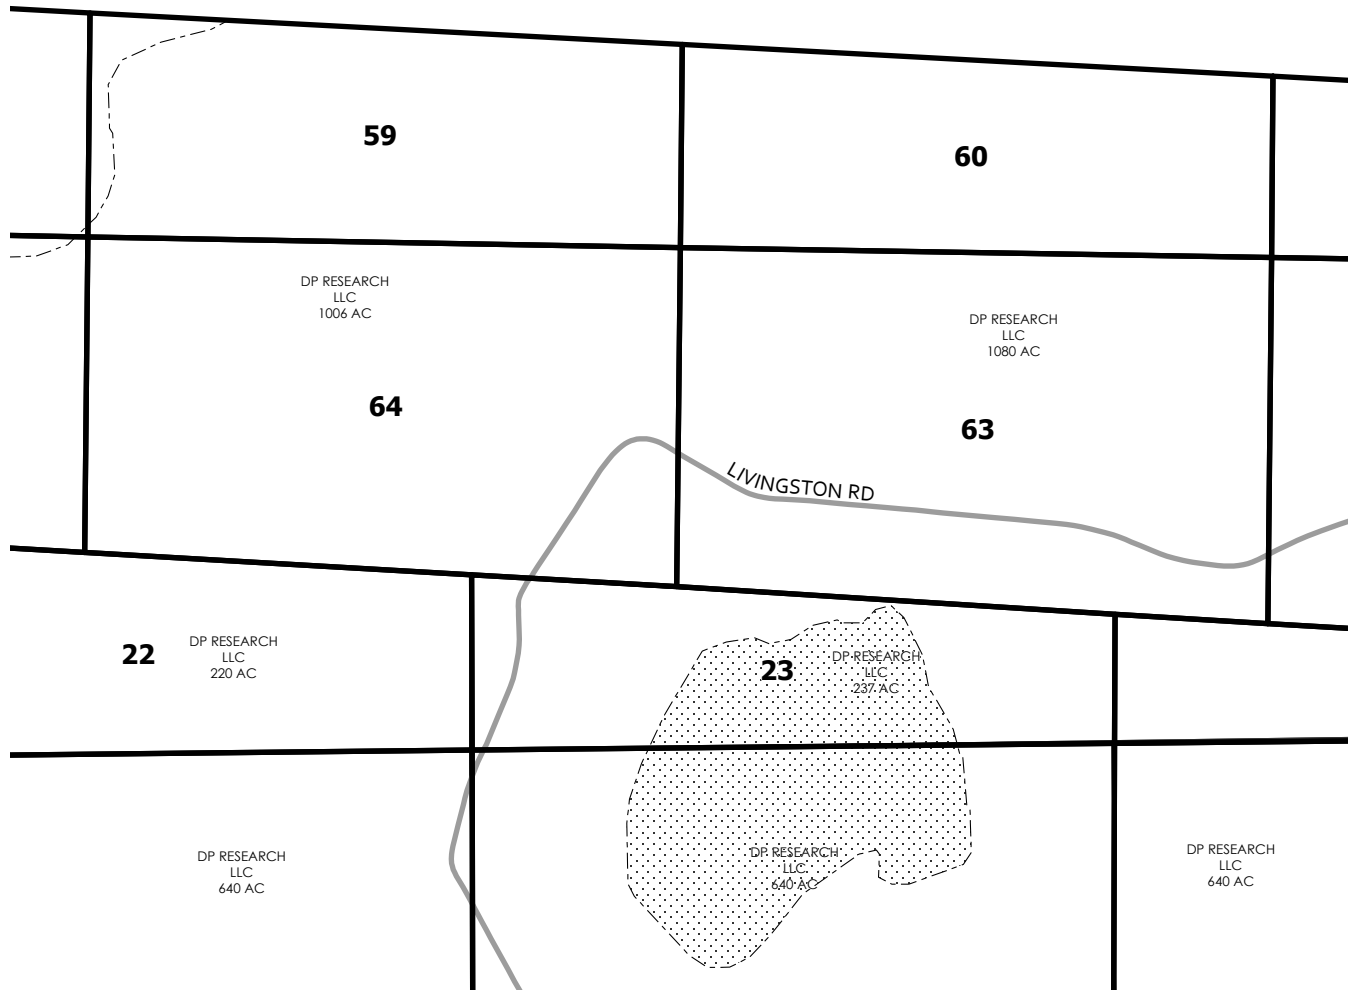 59
60
DP RESEARCH
LLC
1006 AC
DP RESEARCH
LLC
1080 AC
64
63
LIVINGSTON RD
22
DP RESEARCH
LLC
220 AC
23
DP RESEARCH
LLC
237 AC
DP RESEARCH
LLC
640 AC
DP RESEARCH
LLC
640 AC
DP RESEARCH
LLC
640 AC